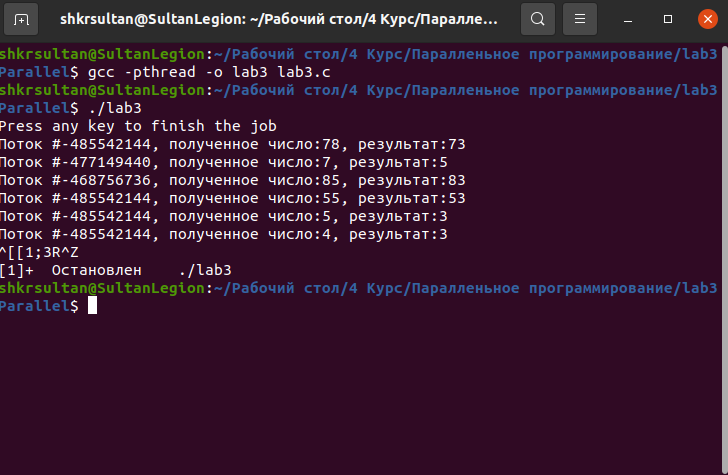 shkrsultan@SultanLegion: ~/Рабочий стол/4 Курс/Паралле...
shkrsultan@SultanLegion:~/Рабочий стол/4 Курс/Параллеьное программирование/lab3
Parallel$ gcc -pthread -o lab3 lab3.c
shkrsultan@SultanLegion:~/Рабочий стол/4 Курс/Параллеьное программирование/lab3
Parallel$ ./lab3
Press any key to finish the job
Поток #-485542144, полученное число:78, результат:73
Поток #-477149440, полученное число:7, результат:5
Поток #-468756736, полученное число:85, результат:83
Поток #-485542144, полученное число:55, результат:53
Поток #-485542144, полученное число:5, результат:3
Поток #-485542144, полученное число:4, результат:3
^[[1;3R^Z
[1]+  Остановлен    ./lab3
shkrsultan@SultanLegion:~/Рабочий стол/4 Курс/Параллеьное программирование/lab3
Parallel$